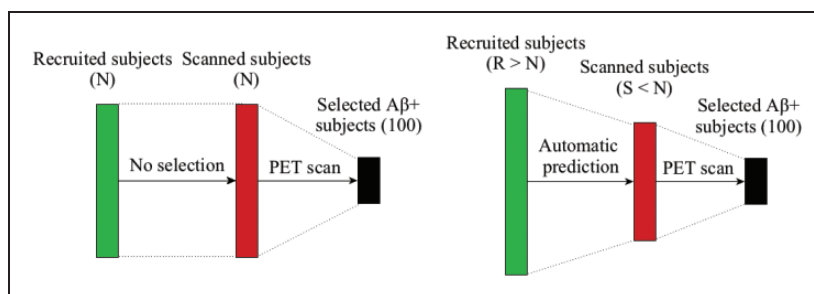 Recruited subjects
(N)
Scanned subjects
(N)
Selected Aβ+
subjects (100)
No selection
PET scan
Recruited subjects
(R > N)
Scanned subjects
(S < N)
Selected Aβ+
subjects (100)
Automatic
prediction
PET scan